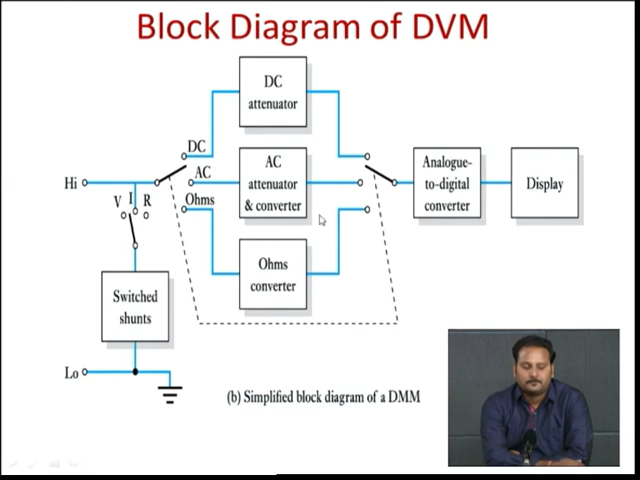 Block Diagram of DVM
DC
attenuator
DC
AC
Ohms
AC
attenuator
& converter
Analogue-
to-digital
converter
Display
Hi
V I R
Ohms
converter
Switched
shunts
Lo
(b) Simplified block diagram of a DMM